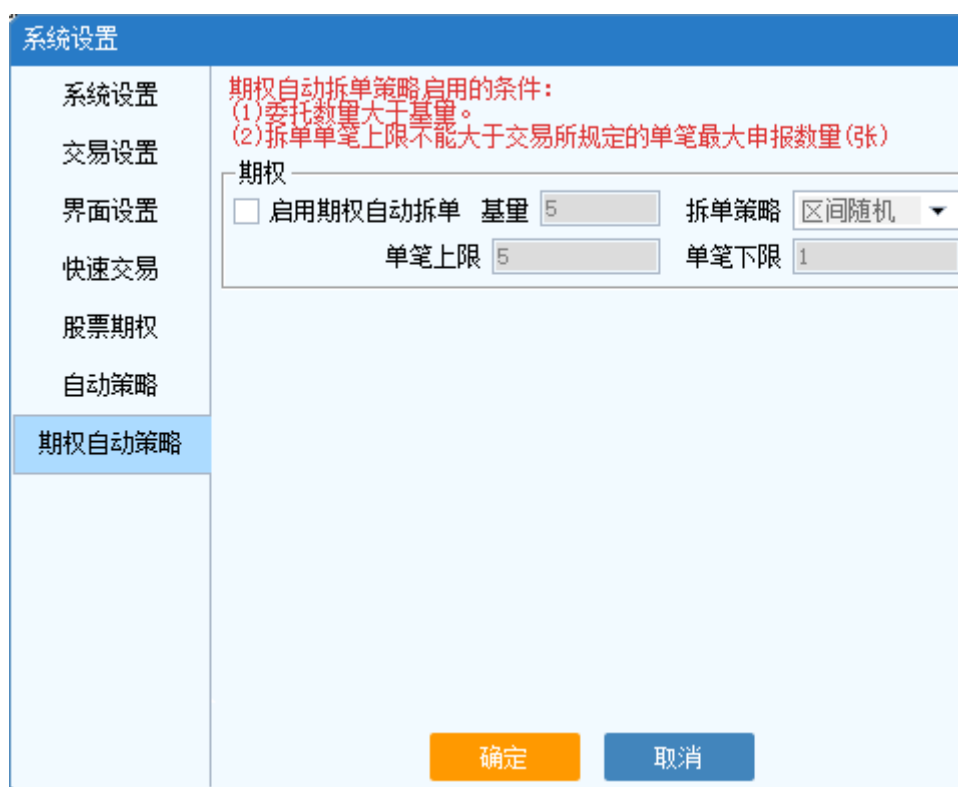 系统设置
系统设置
交易设置
界面设置
快速交易
股票期权
自动策略
期权自动策略
期权自动拆单策略启用的条件：
(1)委托数量大于基量。
(2)拆单单笔上限不能大于交易所规定的单笔最大申报数量(张)
期权
启用期权自动拆单 基量 5 拆单策略 区间随机
单笔上限 5 单笔下限 1
确定 取消